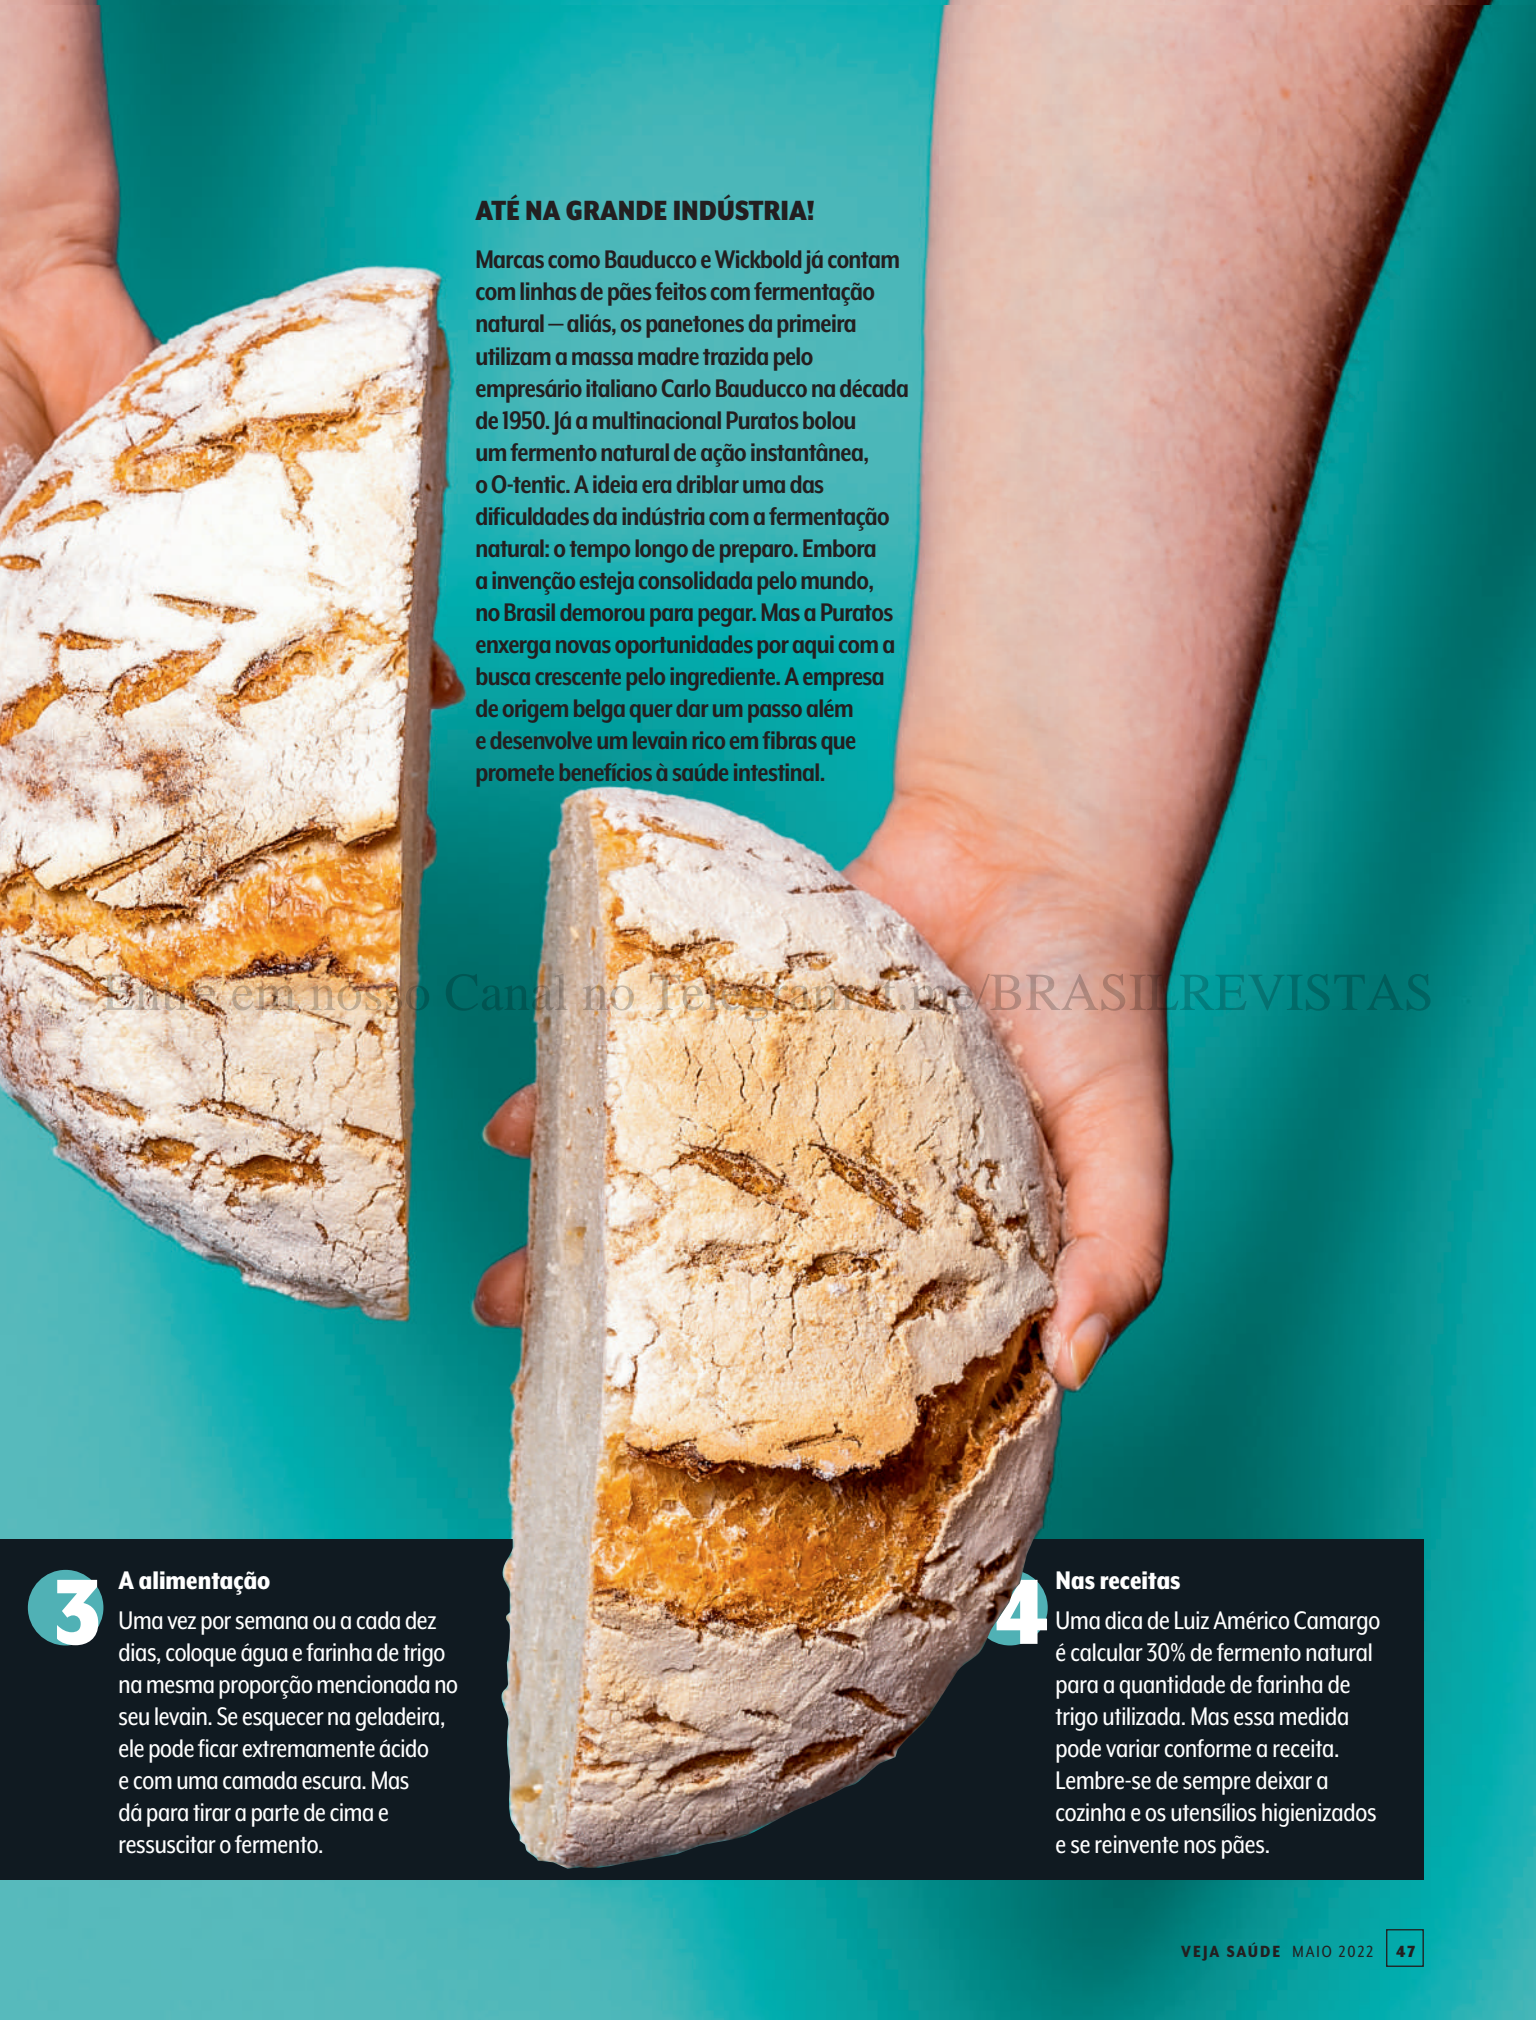 ATÉ NA GRANDE INDÚSTRIA!
Marcas como Bauducco e Wickbold já contam
com linhas de pães feitos com fermentação
natural — aliás, os panetones da primeira
utilizam a massa madre trazida pelo
empresário italiano Carlo Bauducco na década
de 1950. Já a multinacional Puratos bolou
um fermento natural de ação instantânea,
o O-tentic. A ideia era driblar uma das
dificuldades da indústria com a fermentação
natural: o tempo longo de preparo. Embora
a invenção esteja consolidada pelo mundo,
no Brasil demorou para pegar. Mas a Puratos
enxerga novas oportunidades por aqui com a
busca crescente pelo ingrediente. A empresa
de origem belga quer dar um passo além
e desenvolve um levain rico em fibras que
promete benefícios à saúde intestinal.
Entre em nosso Canal no Telegram: t.me/BRASILREVISTAS
3
A alimentação
Uma vez por semana ou a cada dez
dias, coloque água e farinha de trigo
na mesma proporção mencionada no
seu levain. Se esquecer na geladeira,
ele pode ficar extremamente ácido
e com uma camada escura. Mas
dá para tirar a parte de cima e
ressuscitar o fermento.
4
Nas receitas
Uma dica de Luiz Américo Camargo
é calcular 30% de fermento natural
para a quantidade de farinha de
trigo utilizada. Mas essa medida
pode variar conforme a receita.
Lembre-se de sempre deixar a
cozinha e os utensílios higienizados
e se reinvente nos pães.
VEJA SAÚDE MAIO 2022 47